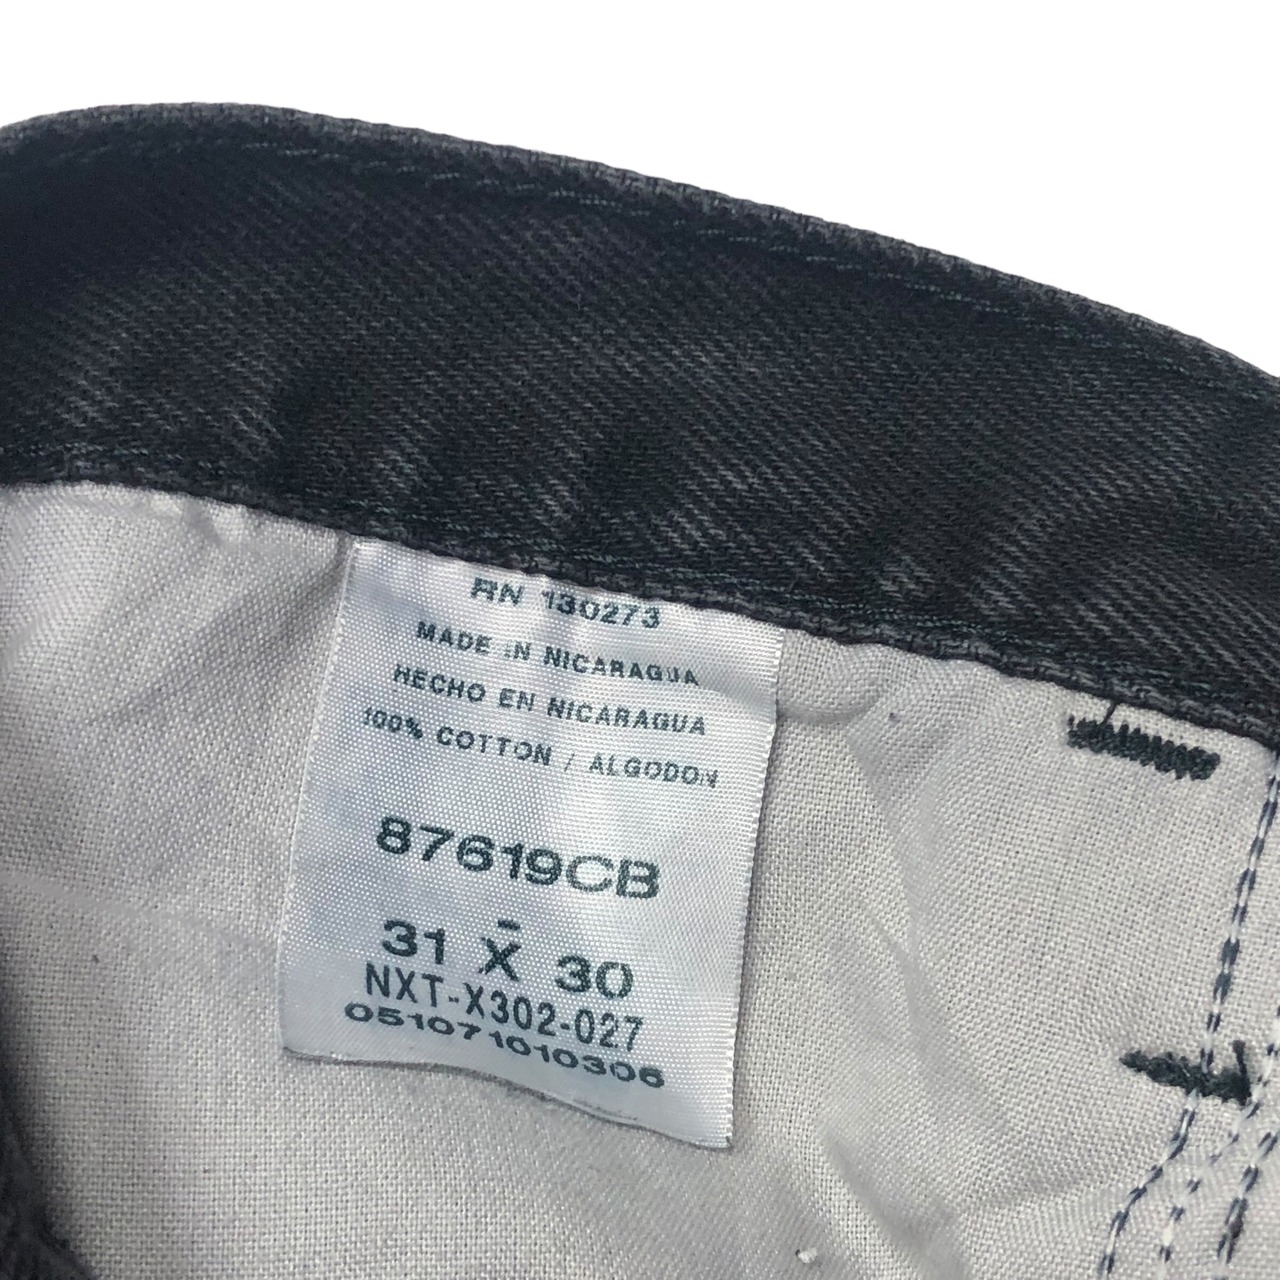 RN 130273
MADE IN NICARAGUA
HECHO EN NICARAGUA
100% COTTON / ALGODON
87619CB
31 X 30
NXT-X302-027
051071010306